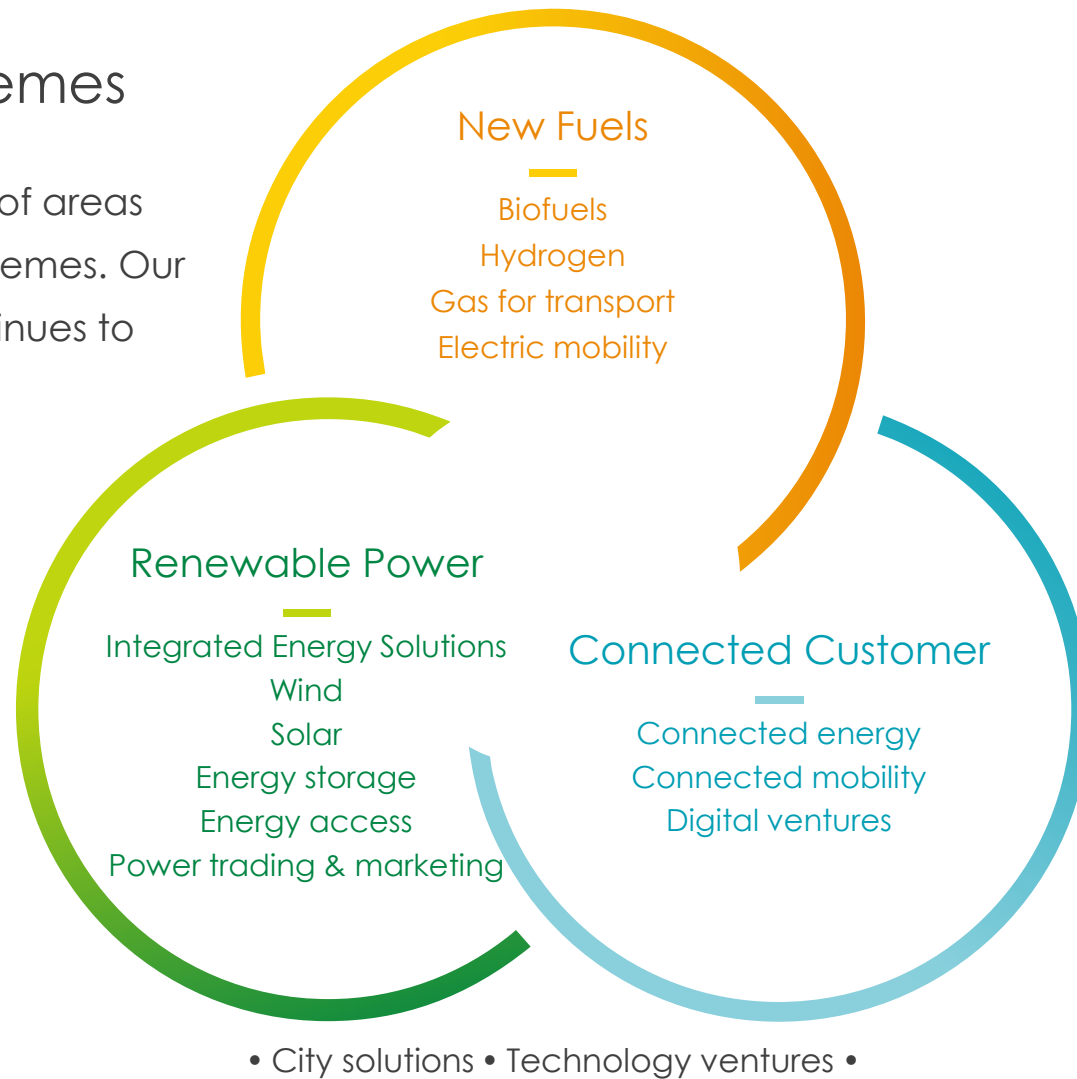 emes
of areas
emes. Our
inues to
New Fuels
Biofuels
Hydrogen
Gas for transport
Electric mobility
Renewable Power
Integrated Energy Solutions
Wind
Solar
Energy storage
Energy access
Power trading & marketing
Connected Customer
Connected energy
Connected mobility
Digital ventures
• City solutions • Technology ventures •